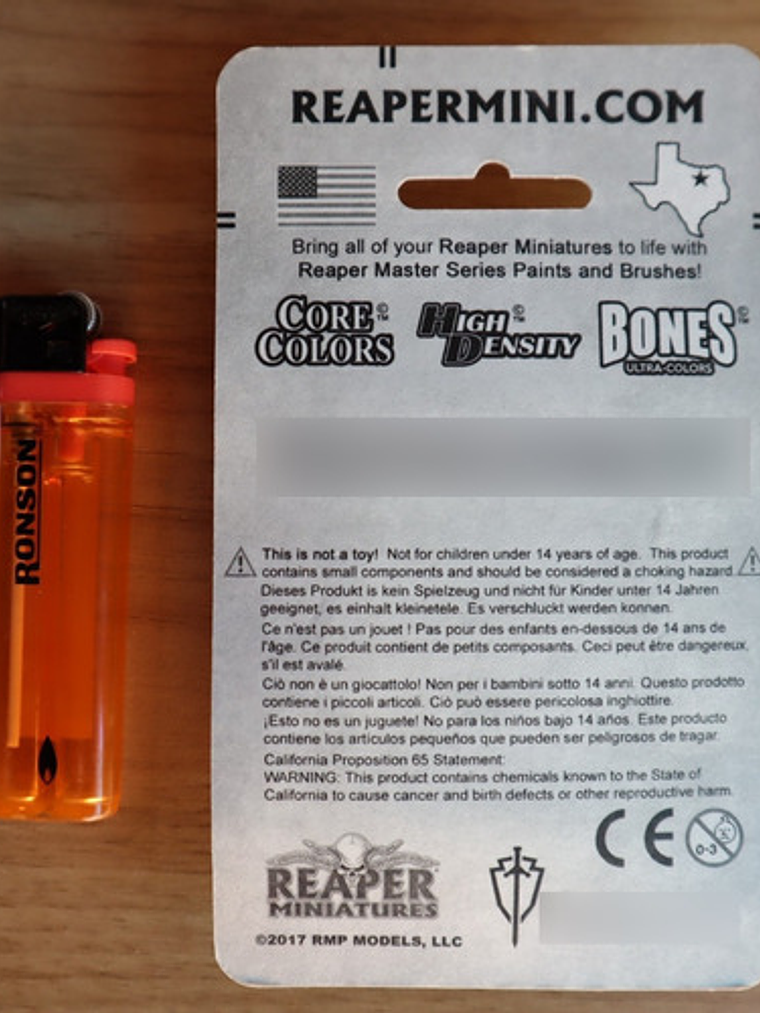 REAPERMINI.COM
Bring all of your Reaper Miniatures to life with
Reaper Master Series Paints and Brushes!
CORE COLORS ©™
HIGH DENSITY ©™
BONES ©™
ULTRA-COLORS
RONSON
This is not a toy! Not for children under 14 years of age. This product
contains small components and should be considered a choking hazard.
Dieses Produkt is kein Spielzeug und nicht für Kinder unter 14 Jahren
geeignet, es einhalt kleinetele. Es verschluckt werden konnen.
Ce n'est pas un jouet ! Pas pour des enfants en-dessous de 14 ans de
l'âge. Ce produit contient de petits composants. Ceci peut être dangereux,
s'il est avalé.
Ciò non è un giocattolo! Non per i bambini sotto 14 anni. Questo prodotto
contiene i piccoli articoli. Ciò può essere pericolosa inghiottire.
¡Esto no es un juguete! No para los niños bajo 14 años. Este producto
contiene los artículos pequeños que pueden ser peligrosos de tragar.
California Proposition 65 Statement:
WARNING: This product contains chemicals known to the State of
California to cause cancer and birth defects or other reproductive harm.
CE
0-3
REAPER
MINIATURES
©2017 RMP MODELS, LLC